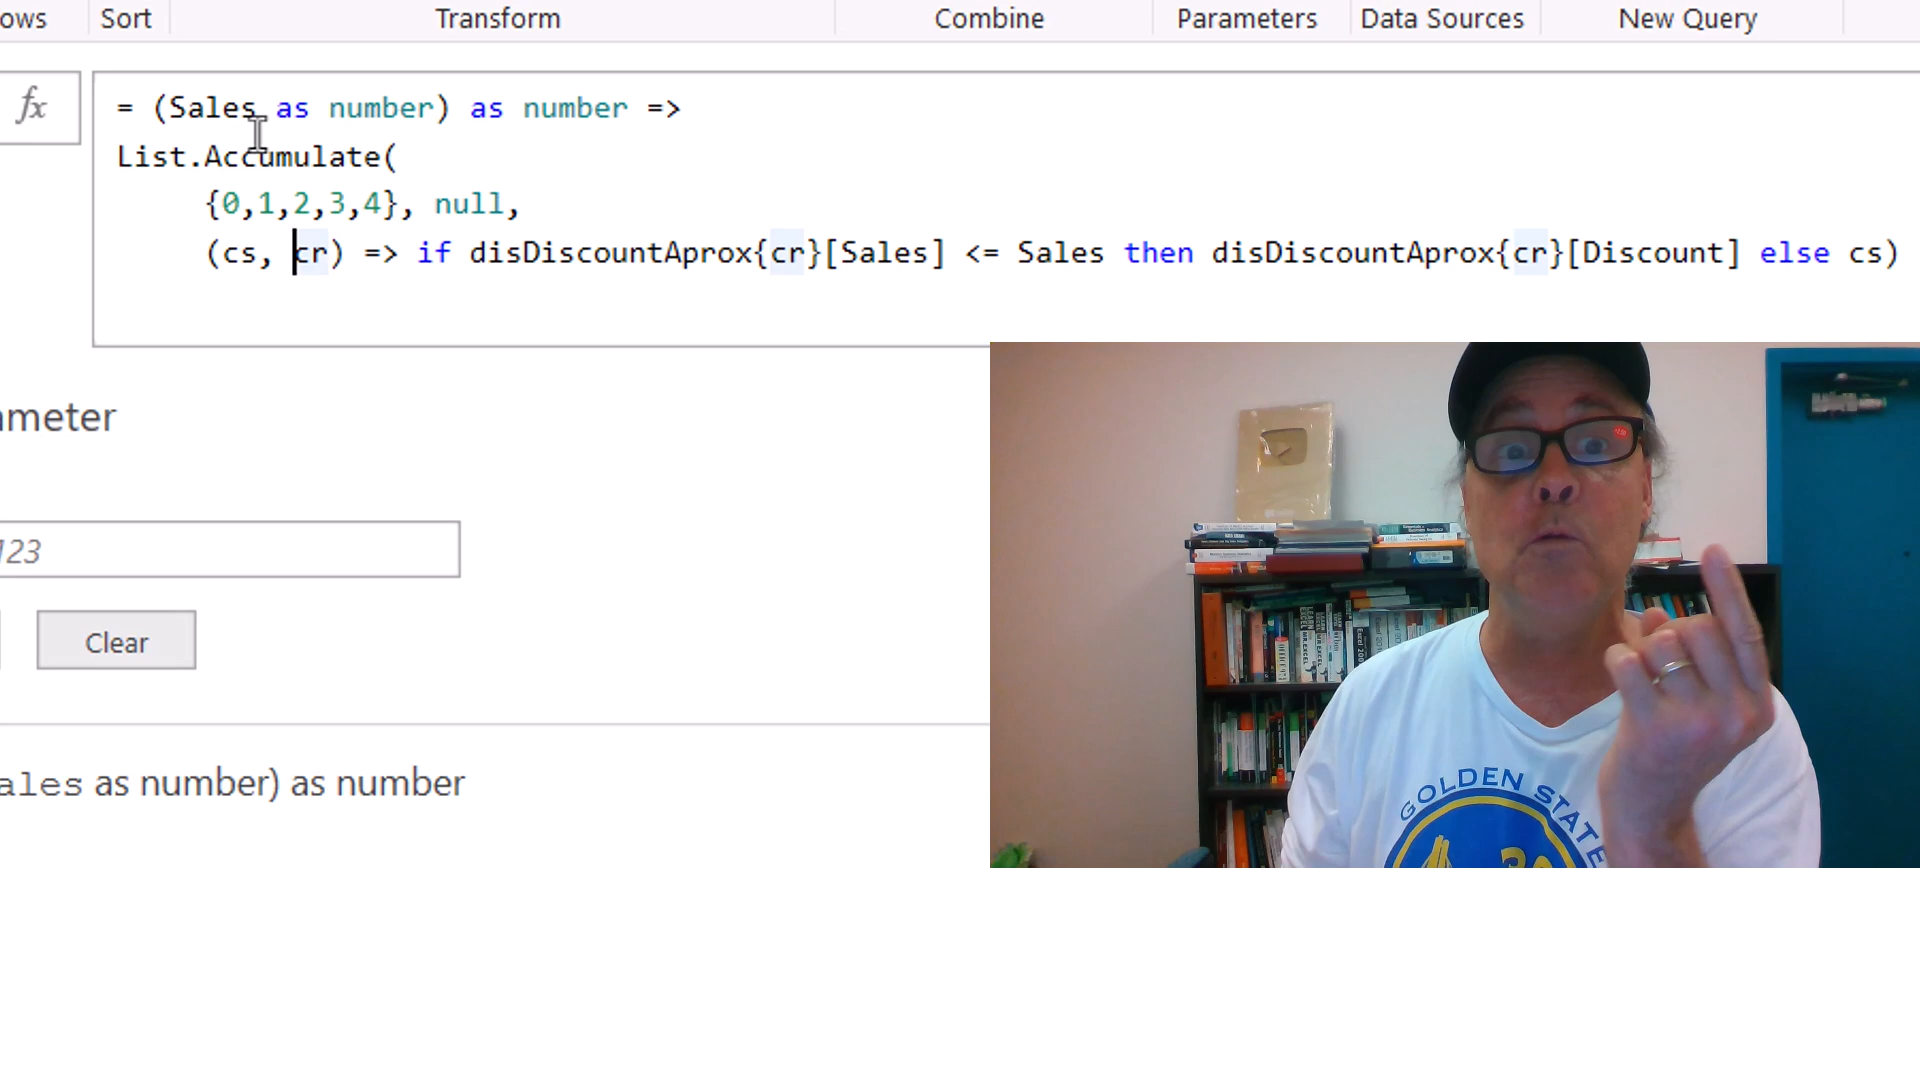 ows
Sort
Transform
Combine
Parameters
Data Sources
New Query
fx
= (Sales as number) as number =>
List.Accumulate(
{0,1,2,3,4}, null,
(cs, cr) => if disDiscountAprox{cr}[Sales] <= Sales then disDiscountAprox{cr}[Discount] else cs)
ameter
123
Clear
ales as number) as number
GOLDEN STATE
30